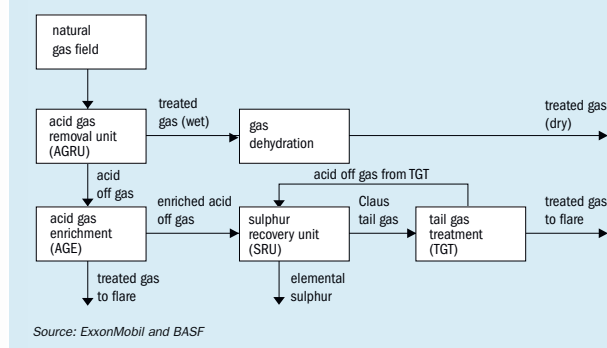 natural
gas field
acid gas
removal unit
(AGRU)
treated
gas (wet)
gas
dehydration
treated gas
(dry)
acid
off gas
acid off gas from TGT
acid gas
enrichment
(AGE)
enriched acid
off gas
sulphur
recovery unit
(SRU)
Claus
tail gas
tail gas
treatment
(TGT)
treated gas
to flare
treated gas
to flare
elemental
sulphur
Source: ExxonMobil and BASF